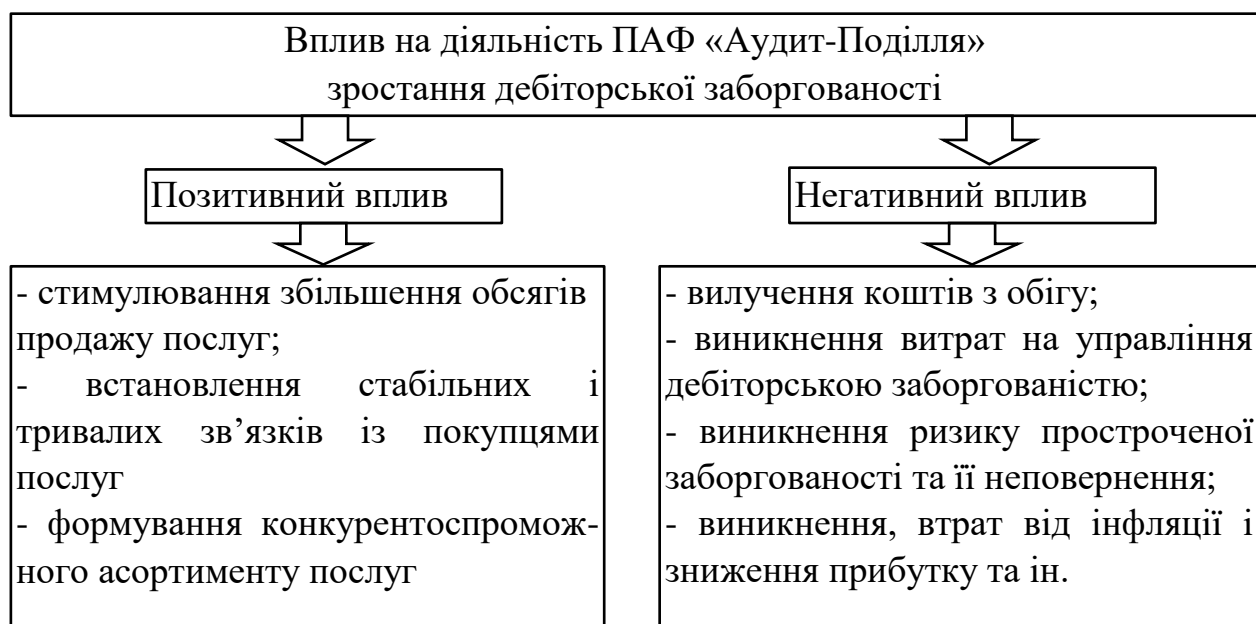 Вплив на діяльність ПАФ «Аудит-Поділля»
зростання дебіторської заборгованості
Позитивний вплив
Негативний вплив
- стимулювання збільшення обсягів
продажу послуг;
- встановлення стабільних і
тривалих зв’язків із покупцями
послуг
- формування конкурентоспромож-
ного асортименту послуг
- вилучення коштів з обігу;
- виникнення витрат на управління
дебіторською заборгованістю;
- виникнення ризику простроченої
заборгованості та її неповернення;
- виникнення, втрат від інфляції і
зниження прибутку та ін.